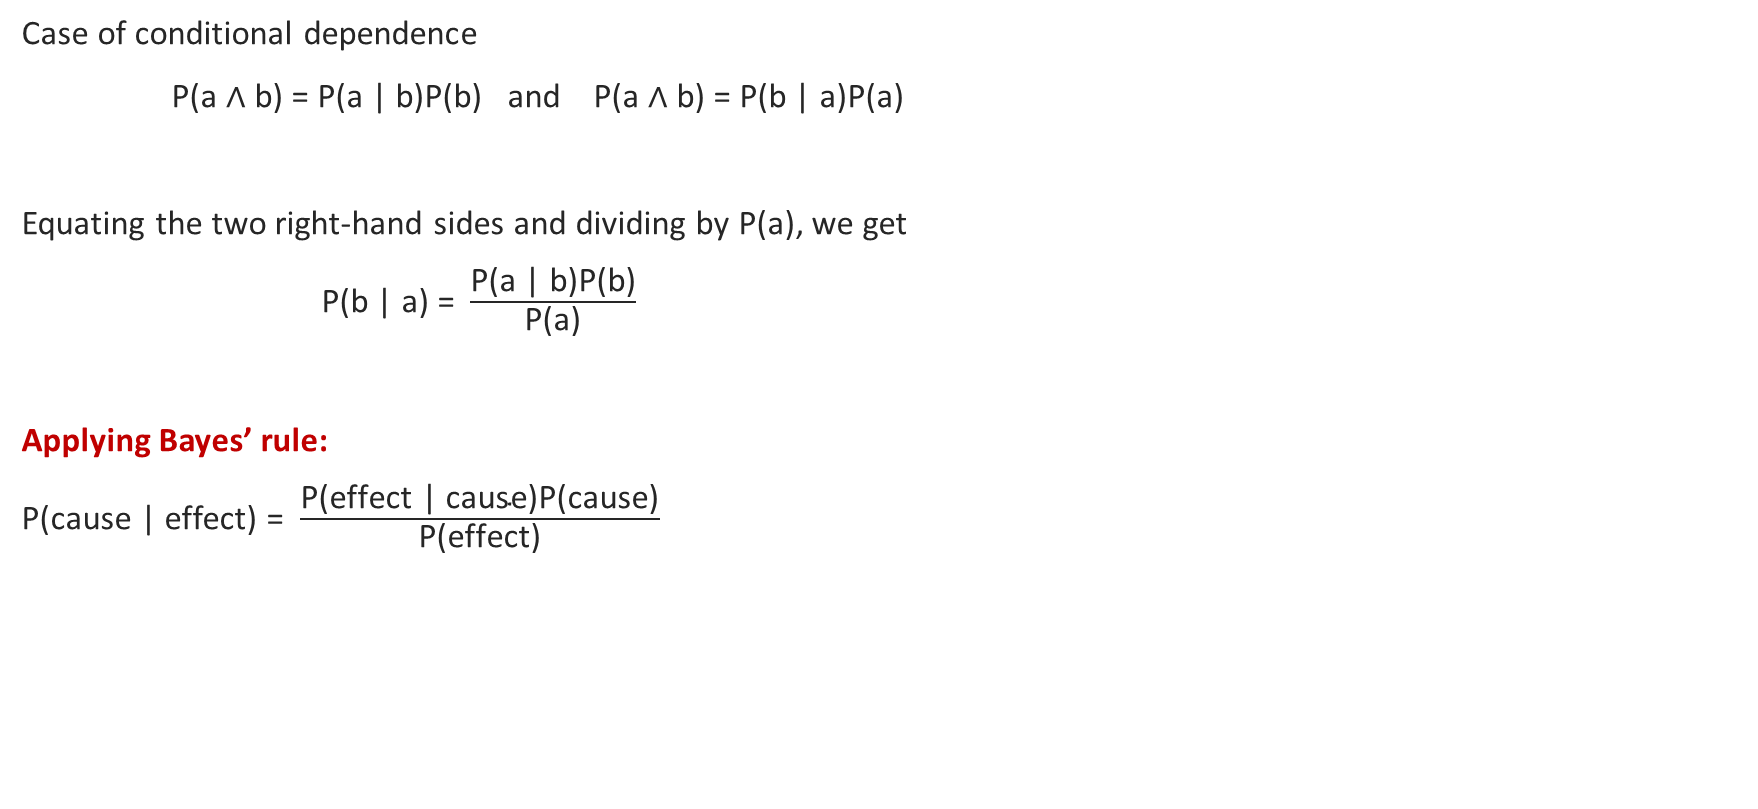 Case of conditional dependence
P(a ∧ b) = P(a | b)P(b) and P(a ∧ b) = P(b | a)P(a)
Equating the two right-hand sides and dividing by P(a), we get
P(b | a) = P(a | b)P(b)
P(a)
Applying Bayes’ rule:
P(cause | effect) = P(effect | cause)P(cause)
P(effect)